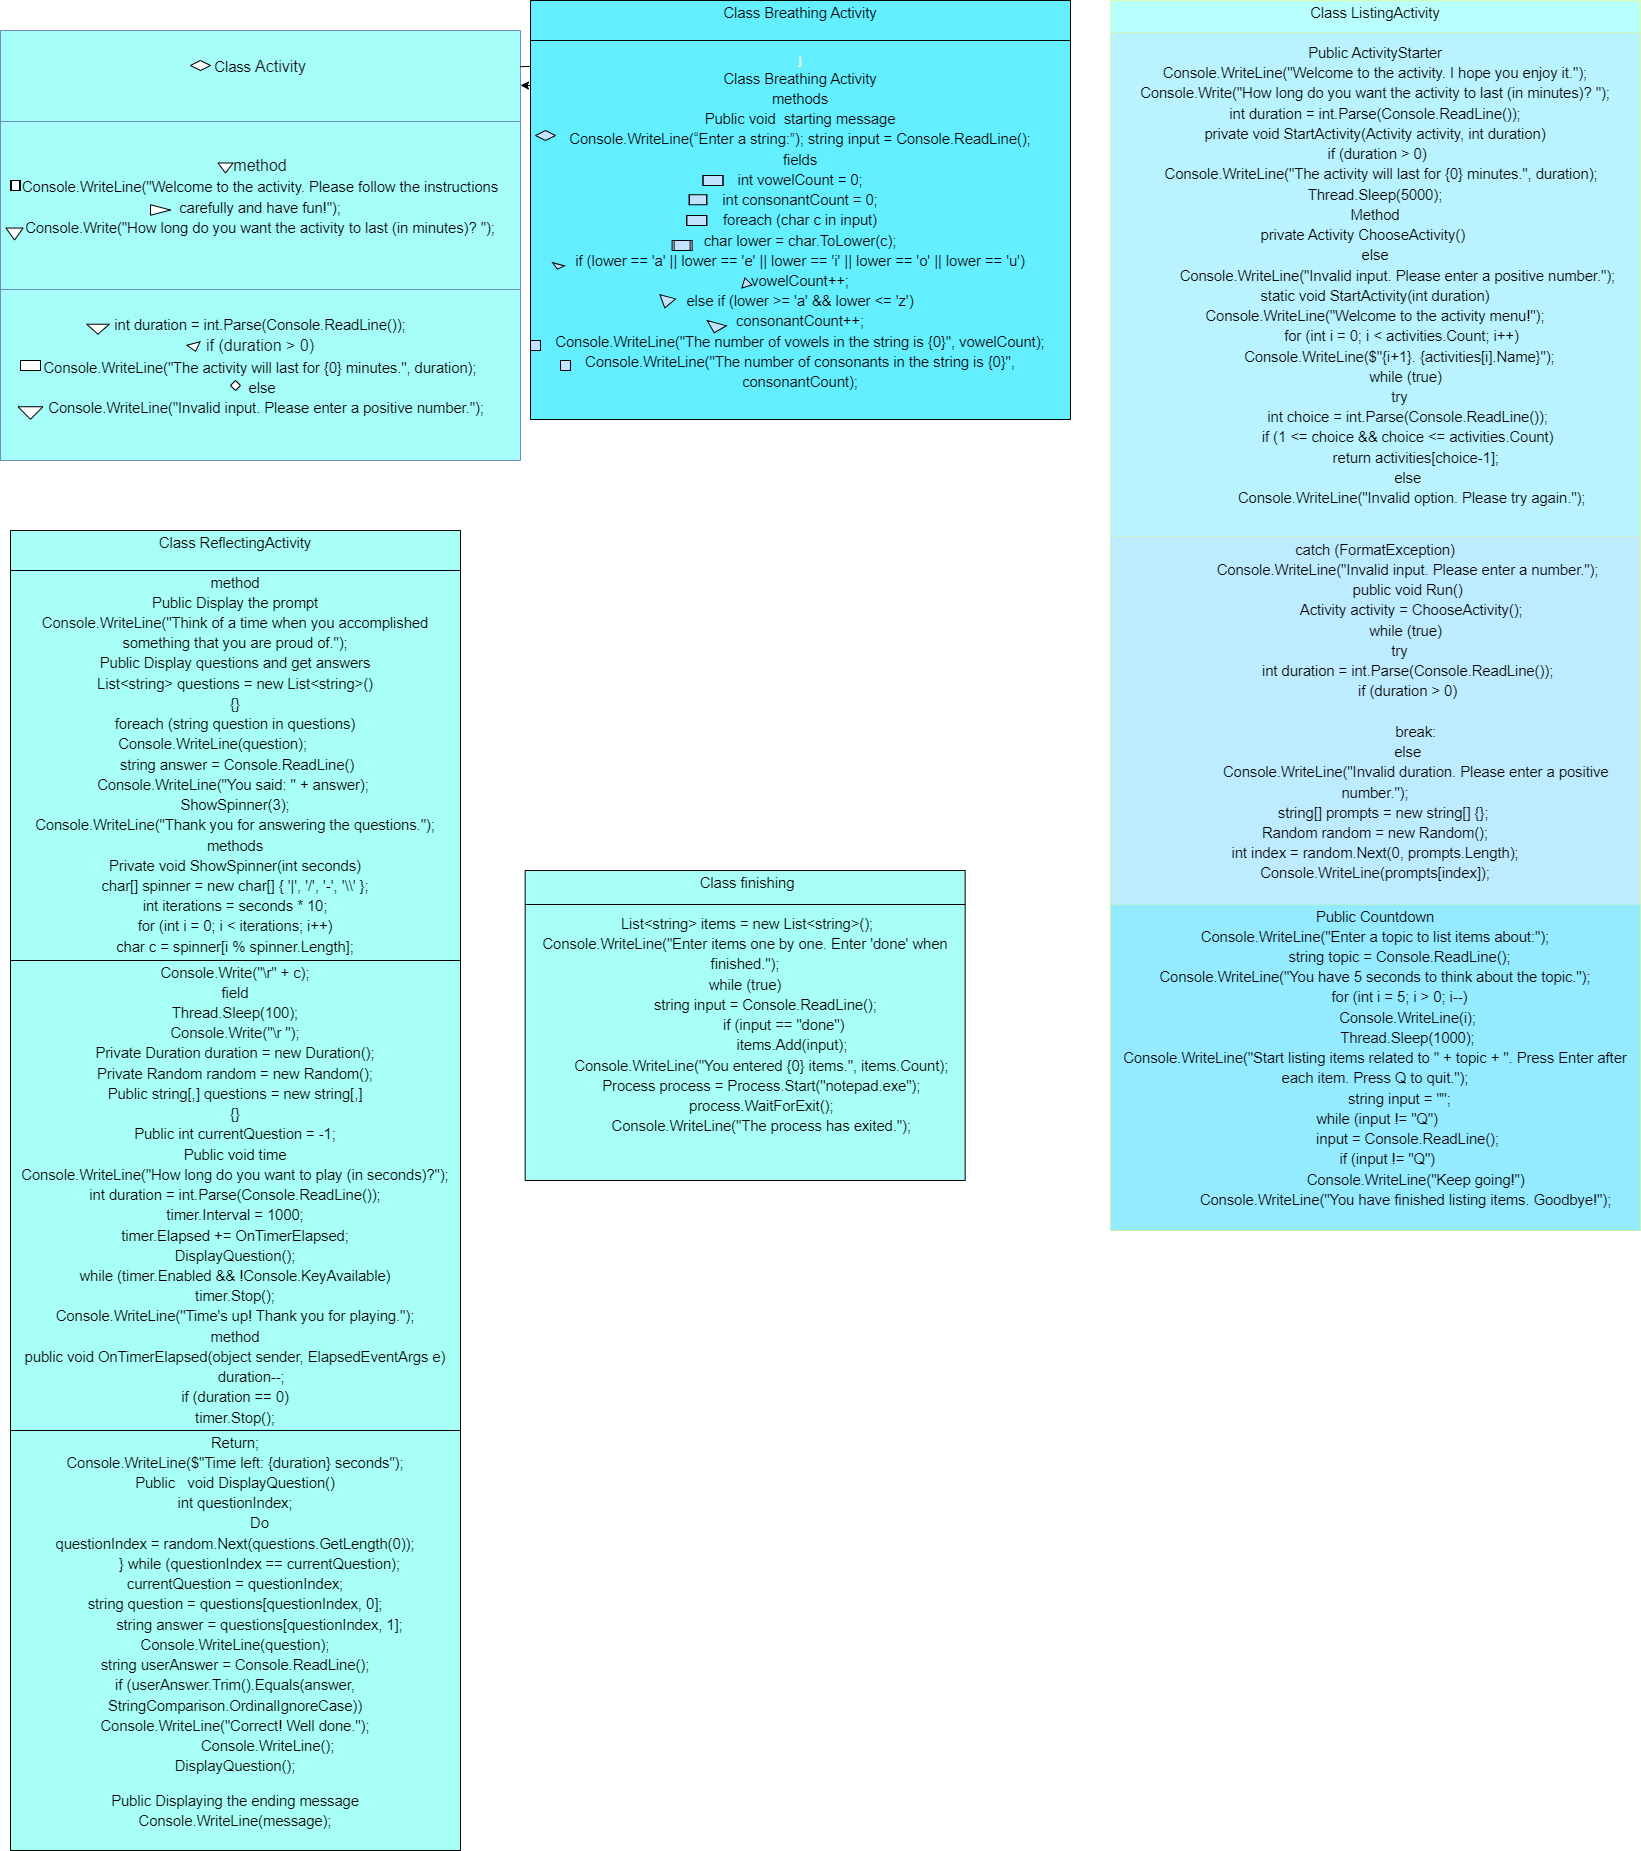 Class Activity
method
Console.WriteLine("Welcome to the activity. Please follow the instructions
carefully and have fun!");
Console.Write("How long do you want the activity to last (in minutes)? ");
int duration = int.Parse(Console.ReadLine());
if (duration > 0)
Console.WriteLine("The activity will last for {0} minutes.", duration);
else
Console.WriteLine("Invalid input. Please enter a positive number.");
Class Breathing Activity
j
Class Breathing Activity
methods
Public void  starting message
Console.WriteLine(“Enter a string:”); string input = Console.ReadLine();
fields
int vowelCount = 0;
int consonantCount = 0;
foreach (char c in input)
char lower = char.ToLower(c);
if (lower == 'a' || lower == 'e' || lower == 'i' || lower == 'o' || lower == 'u')
vowelCount++;
else if (lower >= 'a' && lower <= 'z')
consonantCount++;
Console.WriteLine("The number of vowels in the string is {0}", vowelCount);
Console.WriteLine("The number of consonants in the string is {0}",
consonantCount);
Class ListingActivity
Public ActivityStarter
Console.WriteLine("Welcome to the activity. I hope you enjoy it.");
Console.Write("How long do you want the activity to last (in minutes)? ");
int duration = int.Parse(Console.ReadLine());
private void StartActivity(Activity activity, int duration)
if (duration > 0)
Console.WriteLine("The activity will last for {0} minutes.", duration);
Thread.Sleep(5000);
Method
private Activity ChooseActivity()
else
Console.WriteLine("Invalid input. Please enter a positive number.");
static void StartActivity(int duration)
Console.WriteLine("Welcome to the activity menu!");
for (int i = 0; i < activities.Count; i++)
Console.WriteLine($"{i+1}. {activities[i].Name}");
while (true)
try
int choice = int.Parse(Console.ReadLine());
if (1 <= choice && choice <= activities.Count)
return activities[choice-1];
else
Console.WriteLine("Invalid option. Please try again.");
catch (FormatException)
Console.WriteLine("Invalid input. Please enter a number.");
public void Run()
Activity activity = ChooseActivity();
while (true)
try
int duration = int.Parse(Console.ReadLine());
if (duration > 0)
break:
else
Console.WriteLine("Invalid duration. Please enter a positive
number.");
string[] prompts = new string[] {};
Random random = new Random();
int index = random.Next(0, prompts.Length);
Console.WriteLine(prompts[index]);
Public Countdown
Console.WriteLine("Enter a topic to list items about:");
string topic = Console.ReadLine();
Console.WriteLine("You have 5 seconds to think about the topic.");
for (int i = 5; i > 0; i--)
Console.WriteLine(i);
Thread.Sleep(1000);
Console.WriteLine("Start listing items related to " + topic + ". Press Enter after
each item. Press Q to quit.");
string input = "";
while (input != "Q")
input = Console.ReadLine();
if (input != "Q")
Console.WriteLine("Keep going!")
Console.WriteLine("You have finished listing items. Goodbye!");
Class ReflectingActivity
method
Public Display the prompt
Console.WriteLine("Think of a time when you accomplished
something that you are proud of.");
Public Display questions and get answers
List<string> questions = new List<string>()
{}
foreach (string question in questions)
Console.WriteLine(question);
string answer = Console.ReadLine()
Console.WriteLine("You said: " + answer);
ShowSpinner(3);
Console.WriteLine("Thank you for answering the questions.");
methods
Private void ShowSpinner(int seconds)
char[] spinner = new char[] { '|', '/', '-', '\\' };
int iterations = seconds * 10;
for (int i = 0; i < iterations; i++)
char c = spinner[i % spinner.Length];
Console.Write("\r" + c);
field
Thread.Sleep(100);
Console.Write("\r ");
Private Duration duration = new Duration();
Private Random random = new Random();
Public string[,] questions = new string[,]
{}
Public int currentQuestion = -1;
Public void time
Console.WriteLine("How long do you want to play (in seconds)?");
int duration = int.Parse(Console.ReadLine());
timer.Interval = 1000;
timer.Elapsed += OnTimerElapsed;
DisplayQuestion();
while (timer.Enabled && !Console.KeyAvailable)
timer.Stop();
Console.WriteLine("Time's up! Thank you for playing.");
method
public void OnTimerElapsed(object sender, ElapsedEventArgs e)
duration--;
if (duration == 0)
timer.Stop();
Return;
Console.WriteLine($"Time left: {duration} seconds");
Public   void DisplayQuestion()
int questionIndex;
Do
questionIndex = random.Next(questions.GetLength(0));
} while (questionIndex == currentQuestion);
currentQuestion = questionIndex;
string question = questions[questionIndex, 0];
string answer = questions[questionIndex, 1];
Console.WriteLine(question);
string userAnswer = Console.ReadLine();
if (userAnswer.Trim().Equals(answer,
StringComparison.OrdinalIgnoreCase))
Console.WriteLine("Correct! Well done.");
Console.WriteLine();
DisplayQuestion();
Public Displaying the ending message
Console.WriteLine(message);
Class finishing
List<string> items = new List<string>();
Console.WriteLine("Enter items one by one. Enter 'done' when
finished.");
while (true)
string input = Console.ReadLine();
if (input == "done")
items.Add(input);
Console.WriteLine("You entered {0} items.", items.Count);
Process process = Process.Start("notepad.exe");
process.WaitForExit();
Console.WriteLine("The process has exited.");